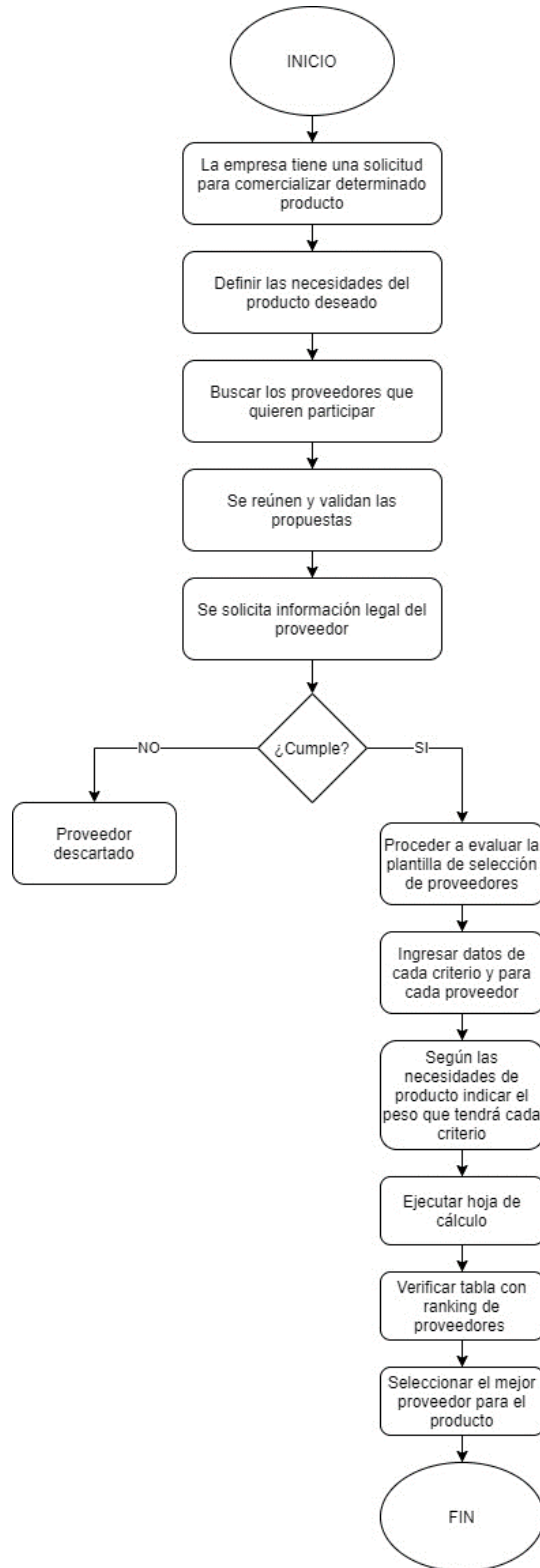 INICIO
La empresa tiene una solicitud
para comercializar determinado
producto
Definir las necesidades del
producto deseado
Buscar los proveedores que
quieren participar
Se reúnen y validan las
propuestas
Se solicita información legal del
proveedor
¿Cumple?
NO
SI
Proveedor
descartado
Proceder a evaluar la
plantilla de selección
de proveedores
Ingresar datos de
cada criterio y para
cada proveedor
Según las
necesidades de
producto indicar el
peso que tendrá cada
criterio
Ejecutar hoja de
cálculo
Verificar tabla con
ranking de
proveedores
Seleccionar el mejor
proveedor para el
producto
FIN